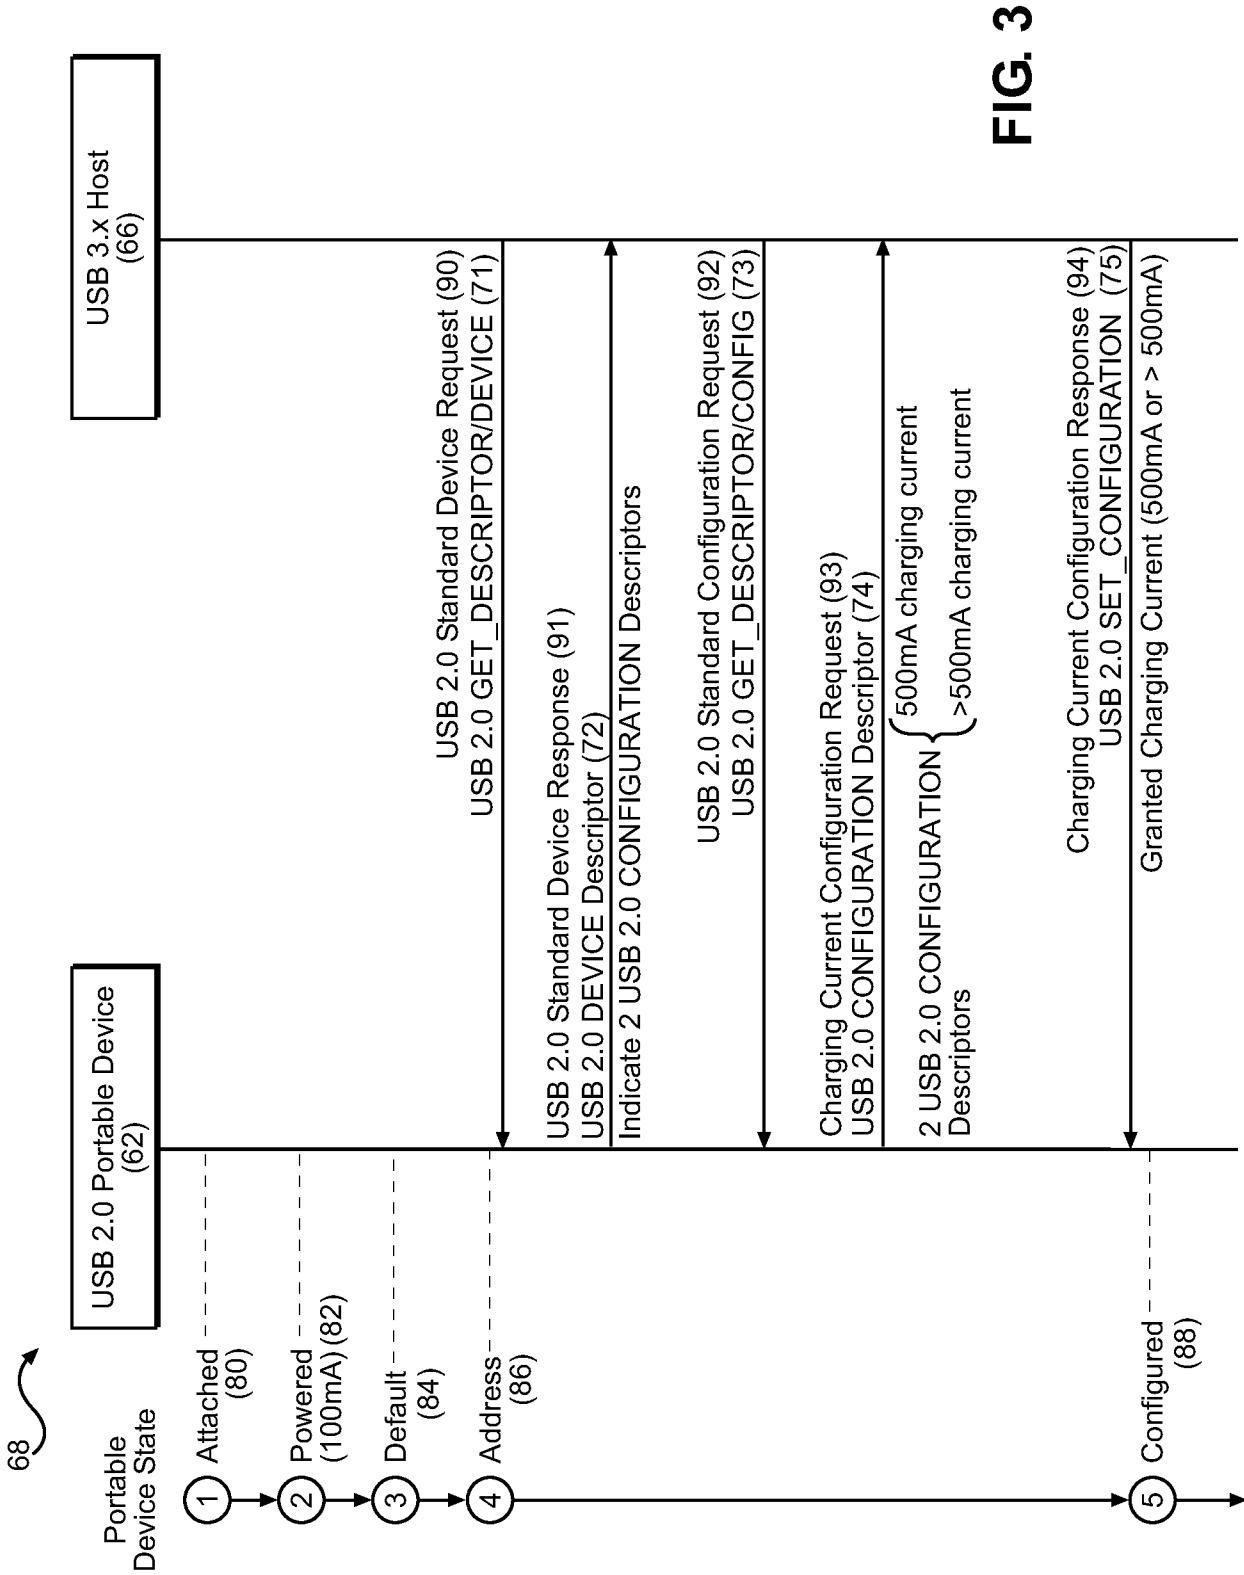 68
Portable
Device State
USB 2.0 Portable Device
(62)
USB 3.x Host
(66)
1
Attached
(80)
2
Powered
(100mA) (82)
3
Default
(84)
4
Address
(86)
USB 2.0 Standard Device Request (90)
USB 2.0 GET_DESCRIPTOR/DEVICE (71)
USB 2.0 Standard Device Response (91)
USB 2.0 DEVICE Descriptor (72)
Indicate 2 USB 2.0 CONFIGURATION Descriptors
USB 2.0 Standard Configuration Request (92)
USB 2.0 GET_DESCRIPTOR/CONFIG (73)
Charging Current Configuration Request (93)
USB 2.0 CONFIGURATION Descriptor (74)
2 USB 2.0 CONFIGURATION
Descriptors
500mA charging current
>500mA charging current
Charging Current Configuration Response (94)
USB 2.0 SET_CONFIGURATION (75)
Granted Charging Current (500mA or > 500mA)
5
Configured
(88)
FIG. 3